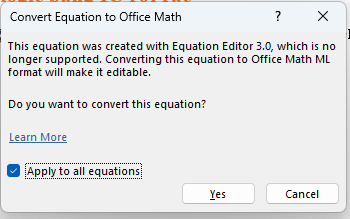 Convert Equation to Office Math
This equation was created with Equation Editor 3.0, which is no
longer supported. Converting this equation to Office Math ML
format will make it editable.
Do you want to convert this equation?
Learn More
Apply to all equations
Yes
Cancel